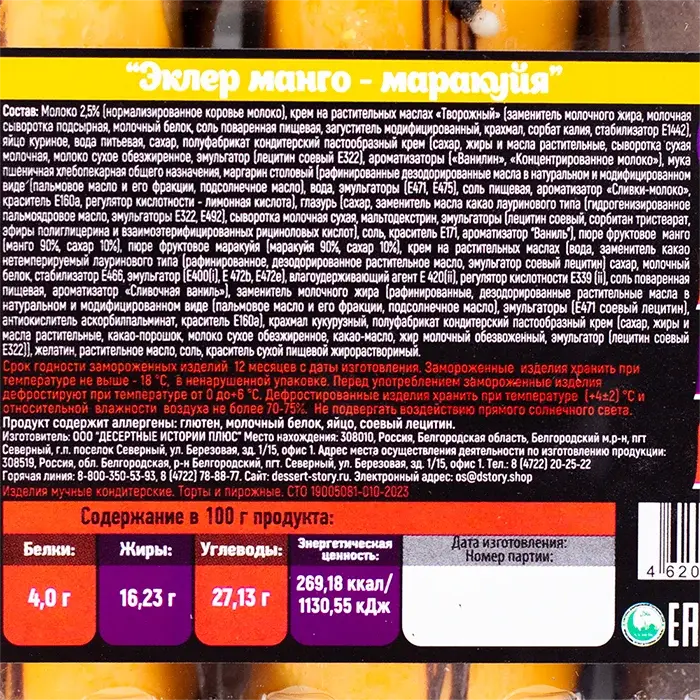 "Эклер манго - маракуйя"
Состав: Молоко 2,5% (нормализированное коровье молоко), крем на растительных маслах «Творожный» (заменитель молочного жира, молочная
сыворотка подсырная, молочный белок, соль поваренная пищевая, загуститель модифицированный, крахмал, сорбат калия, стабилизатор Е1442),
яйцо куриное, вода питьевая, сахар, полуфабрикат кондитерский пастообразный крем (сахар, жиры и масла растительные, сыворотка сухая
молочная, молоко сухое обезжиренное, эмульгатор (лецитин соевый Е322), ароматизаторы («Ванилин», «Концентрированное молоко»), мука
пшеничная хлебопекарная общего назначения, маргарин столовый (рафинированные дезодорированные масла в натуральном и модифицированном
виде (пальмовое масло и его фракции, подсолнечное масло), вода, эмульгаторы (Е471, Е475), соль пищевая, ароматизатор «Сливки-молоко»,
краситель Е160а, регулятор кислотности - лимонная кислота), глазурь (сахар, заменитель масла какао лауринового типа (гидрогенизированное
пальмоядровое масло, эмульгаторы Е322, Е492), сыворотка молочная сухая, мальтодекстрин, эмульгаторы (лецитин соевый, сорбитан тристеарат,
эфиры полиглицерина и взаимоэтерифицированных рициноловых кислот), соль, краситель Е171, ароматизатор "Ваниль"), пюре фруктовое манго
(манго 90%, сахар 10%), пюре фруктовое маракуйя (маракуйя 90%, сахар 10%), крем на растительных маслах (вода, заменитель какао
нетемперируемый лауринового типа (рафинированное, дезодорированное растительное масло, эмульгатор соевый лецитин) сахар, молочный
белок, стабилизатор Е466, эмульгатор (Е400(i), Е 472b, E472e), влагоудерживающий агент Е 420(ii), регулятор кислотности Е339 (ii), соль поваренная
пищевая, ароматизатор «Сливочная ваниль»), заменитель молочного жира (рафинированные, дезодорированные растительные масла в
натуральном и модифицированном виде (пальмовое масло и его фракции, подсолнечное масло), эмульгаторы (Е471 соевый лецитин),
антиокислитель аскорбилпальминат, краситель Е160а), крахмал кукурузный, полуфабрикат кондитерский пастообразный крем (сахар, жиры и
масла растительные, какао-порошок, молоко сухое обезжиренное, какао-масло, жир молочный обезвоженный, эмульгатор (лецитин соевый
Е322)), желатин, растительное масло, соль, краситель сухой пищевой жирорастворимый.
Срок годности замороженных изделий 12 месяцев с даты изготовления. Замороженные изделия хранить при
температуре не выше - 18 °C, в ненарушенной упаковке. Перед употреблением замороженные изделия
дефростируют при температуре от 0 до+6 °C. Дефростированные изделия хранить при температуре (+4±2) °C и
относительной влажности воздуха не более 70-75%. Не подвергать воздействию прямого солнечного света.
Продукт содержит аллергены: глютен, молочный белок, яйцо, соевый лецитин.
Изготовитель: ООО "ДЕСЕРТНЫЕ ИСТОРИИ ПЛЮС" Место нахождения: 308010, Россия, Белгородская область, Белгородский м.р-н, пгт
Северный, г.п. поселок Северный, ул. Березовая, зд. 1/15, офис 1. Адрес места осуществления деятельности по изготовлению продукции:
308519, Россия, обл. Белгородская, р-н Белгородский, пгт. Северный, ул. Березовая, зд. 1/15, офис 1. Тел.: 8 (4722) 20-25-22
Горячая линия: 8-800-350-53-93, 8 (4722) 78-88-77. Сайт: dessert-story.ru. Электронный адрес: os@dstory.shop
Изделия мучные кондитерские. Торты и пирожные. СТО 19005081-010-2023
Содержание в 100 г продукта:
Белки:
4,0 г
Жиры:
16,23 г
Углеводы:
27,13 г
Энергетическая
ценность:
269,18 ккал/
1130,55 кДж
Дата изготовления:
Номер партии:
4 620
EAC